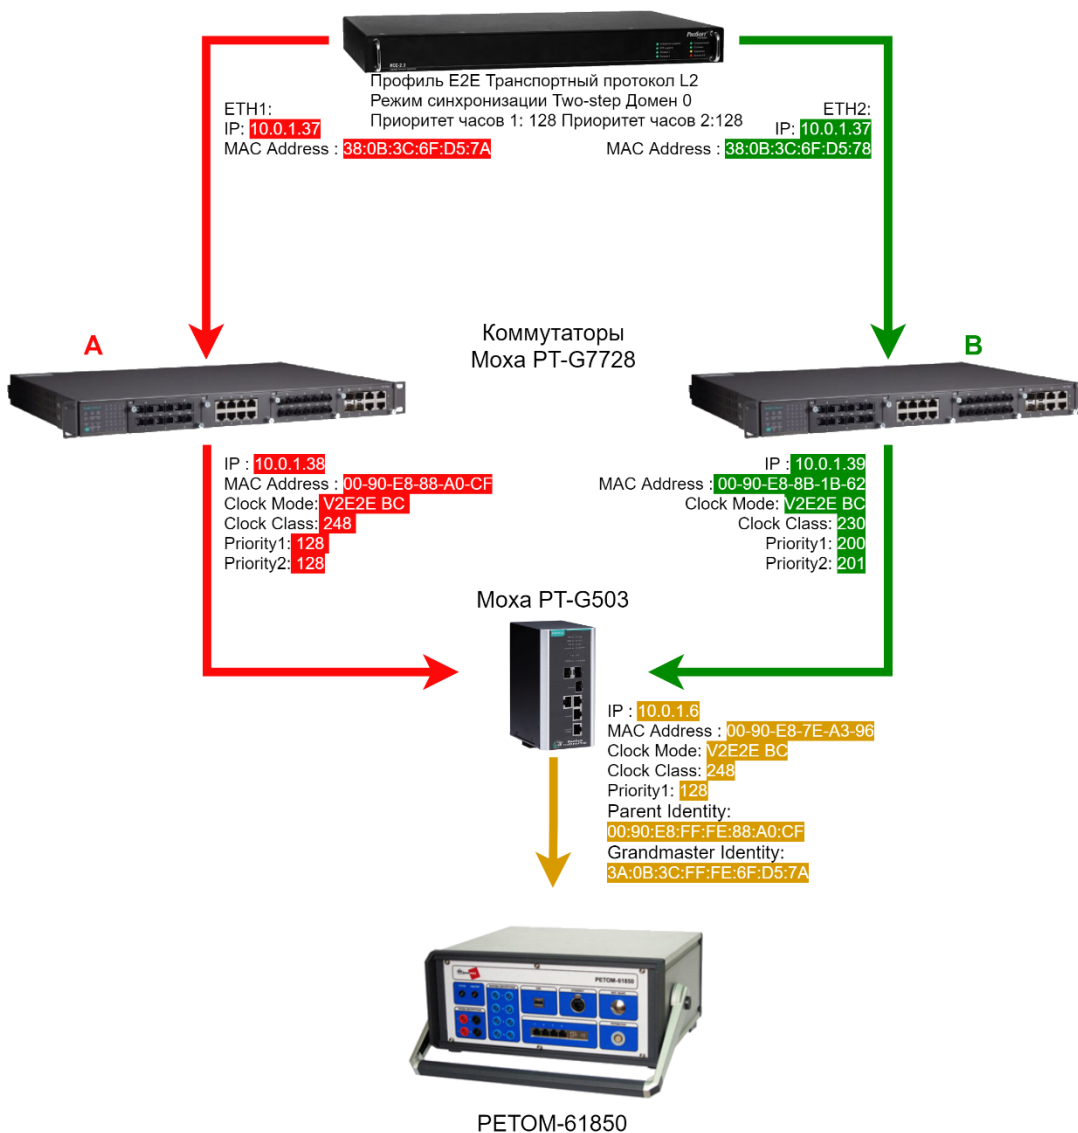 ProSoft
РСС-2.3
Профиль E2E Транспортный протокол L2
Режим синхронизации Two-step Домен 0
Приоритет часов 1: 128 Приоритет часов 2:128
ETH1:
IP: 10.0.1.37
MAC Address : 38:0B:3C:6F:D5:7A
ETH2:
IP: 10.0.1.37
MAC Address : 38:0B:3C:6F:D5:78
Коммутаторы
Moxa PT-G7728
A
B
IP : 10.0.1.38
MAC Address : 00-90-E8-88-A0-CF
Clock Mode: V2E2E BC
Clock Class: 248
Priority1: 128
Priority2: 128
IP : 10.0.1.39
MAC Address : 00-90-E8-8B-1B-62
Clock Mode: V2E2E BC
Clock Class: 230
Priority1: 200
Priority2: 201
Moxa PT-G503
IP : 10.0.1.6
MAC Address : 00-90-E8-7E-A3-96
Clock Mode: V2E2E BC
Clock Class: 248
Priority1: 128
Parent Identity:
00:90:E8:FF:FE:88:A0:CF
Grandmaster Identity:
3A:0B:3C:FF:FE:6F:D5:7A
РЕТОМ-61850
РЕТОМ-61850